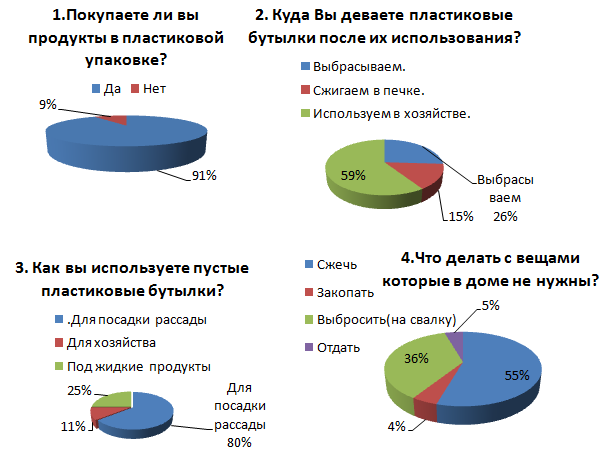 1.Покупаете ли вы
продукты в пластиковой
упаковке?
Да Нет
9%
91%
2. Куда Вы деваете пластиковые
бутылки после их использования?
Выбрасываем.
Сжигаем в печке.
Используем в хозяйстве.
59%
Выбрасы
ваем
26%
15%
3. Как вы используете пустые
пластиковые бутылки?
.Для посадки рассады
Для хозяйства
Под жидкие продукты
25%
11%
Для
посадки
рассады
80%
4.Что делать с вещами
которые в доме не нужны?
Сжечь
Закопать
Выбросить(на свалку)
Отдать
5%
36%
55%
4%